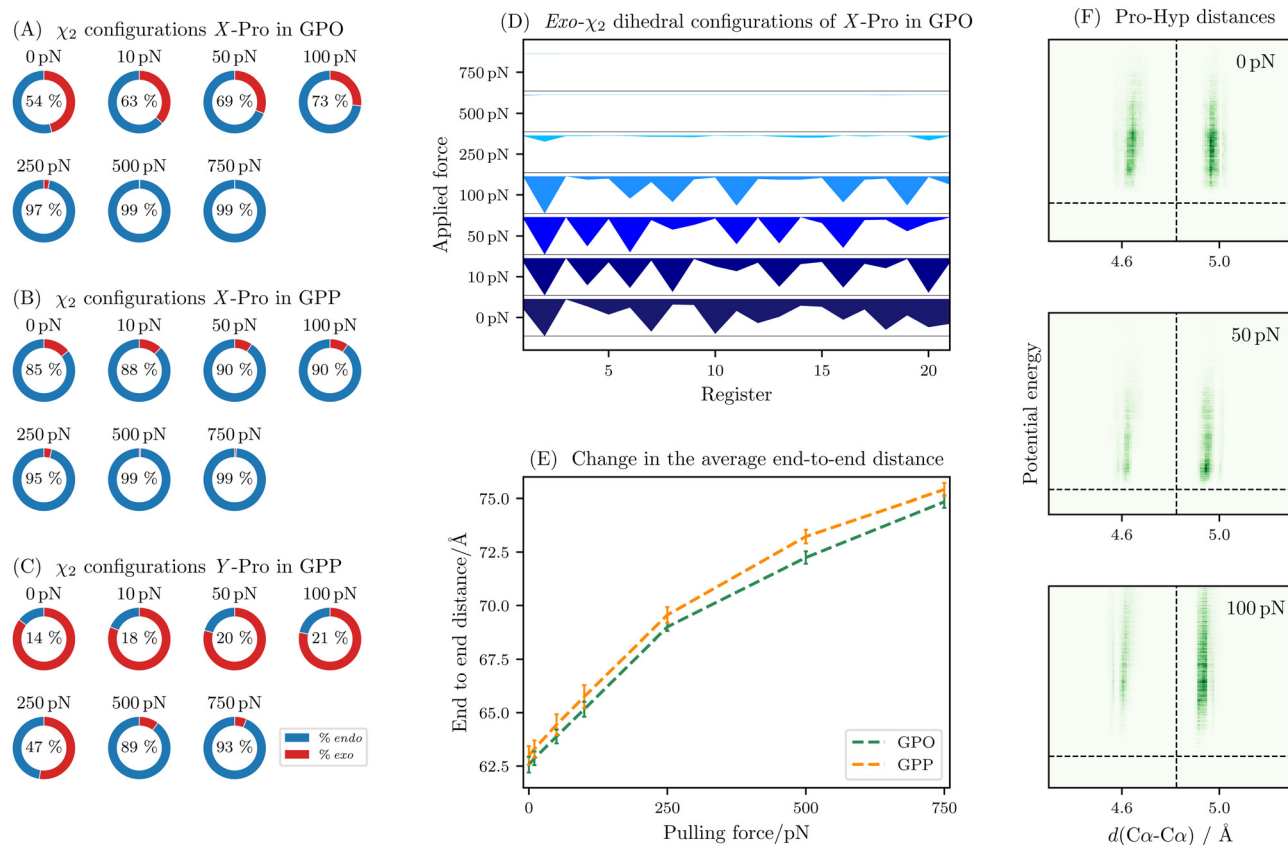 (A) χ2 configurations X-Pro in GPO
0 pN 10 pN 50 pN 100 pN
54 % 63 % 69 % 73 %
250 pN 500 pN 750 pN
97 % 99 % 99 %
(B) χ2 configurations X-Pro in GPP
0 pN 10 pN 50 pN 100 pN
85 % 88 % 90 % 90 %
250 pN 500 pN 750 pN
95 % 99 % 99 %
(C) χ2 configurations Y-Pro in GPP
0 pN 10 pN 50 pN 100 pN
14 % 18 % 20 % 21 %
250 pN 500 pN 750 pN
47 % 89 % 93 %
% endo
% exo
(D) Exo-χ2 dihedral configurations of X-Pro in GPO
Applied force
750 pN
500 pN
250 pN
100 pN
50 pN
10 pN
0 pN
5 10 15 20
Register
(E) Change in the average end-to-end distance
End to end distance/Å
75.0
72.5
70.0
67.5
65.0
62.5
GPO
GPP
0 250 500 750
Pulling force/pN
(F) Pro-Hyp distances
0 pN
4.6 5.0
Potential energy
50 pN
4.6 5.0
100 pN
4.6 5.0
d(Cα-Cα) / Å